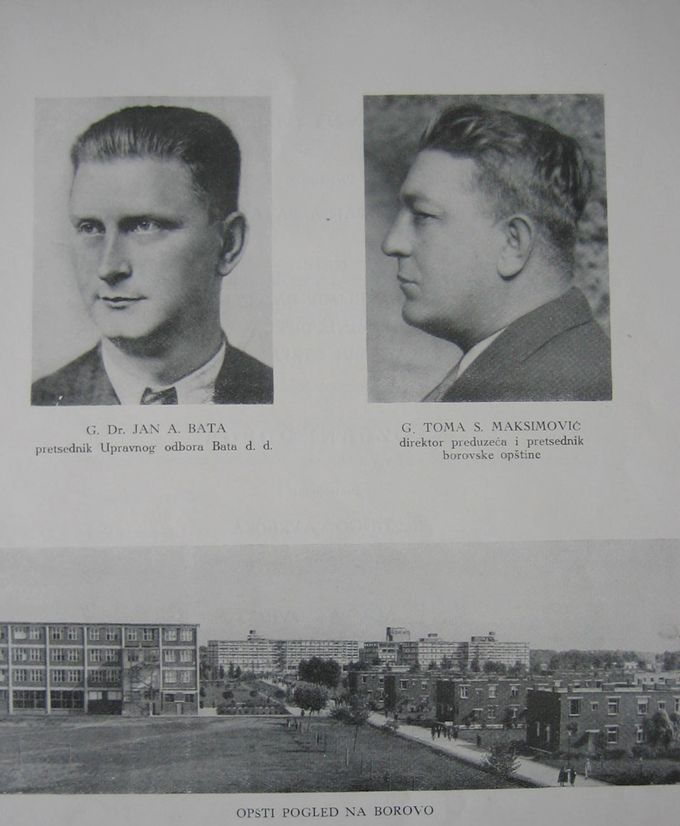 G. Dr. JAN A. BATA
pretsednik Upravnog odbora Bata d. d.
G. TOMA S. MAKSIMOVIĆ
direktor preduzeća i pretsednik
borovske opštine
OPSTI POGLED NA BOROVO